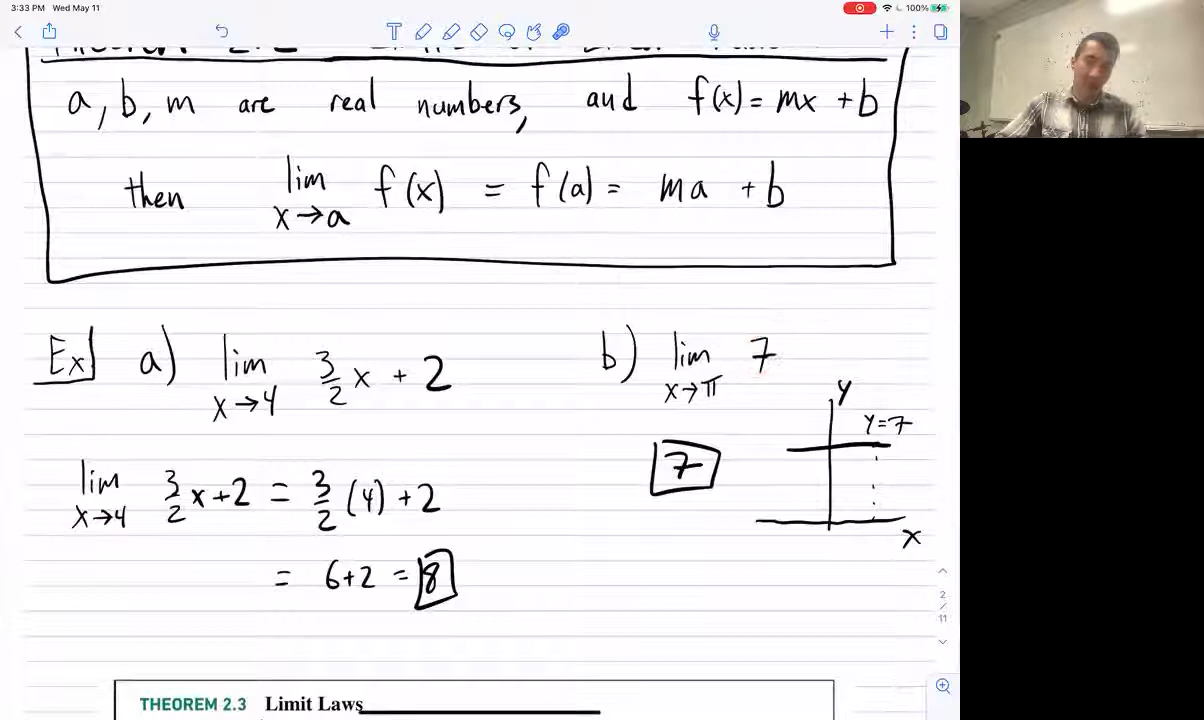 3:33 PM Wed May 11
100%
a, b, m are real numbers, and f(x) = mx + b
then lim x→a f(x) = f(a) = ma + b
Ex a) lim x→4 3/2 x + 2
b) lim x→π 7
y
y=7
7
x
lim x→4 3/2 x+2 = 3/2 (4) + 2
= 6+2 = 8
2
/
11
THEOREM 2.3 Limit Laws